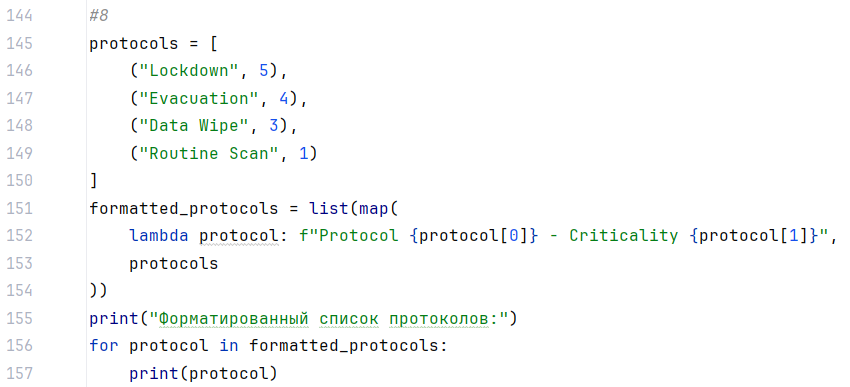 144 #8
145 protocols = [
146     ("Lockdown", 5),
147     ("Evacuation", 4),
148     ("Data Wipe", 3),
149     ("Routine Scan", 1)
150 ]
151 formatted_protocols = list(map(
152     lambda protocol: f"Protocol {protocol[0]} - Criticality {protocol[1]}",
153     protocols
154 ))
155 print("Форматированный список протоколов:")
156 for protocol in formatted_protocols:
157     print(protocol)